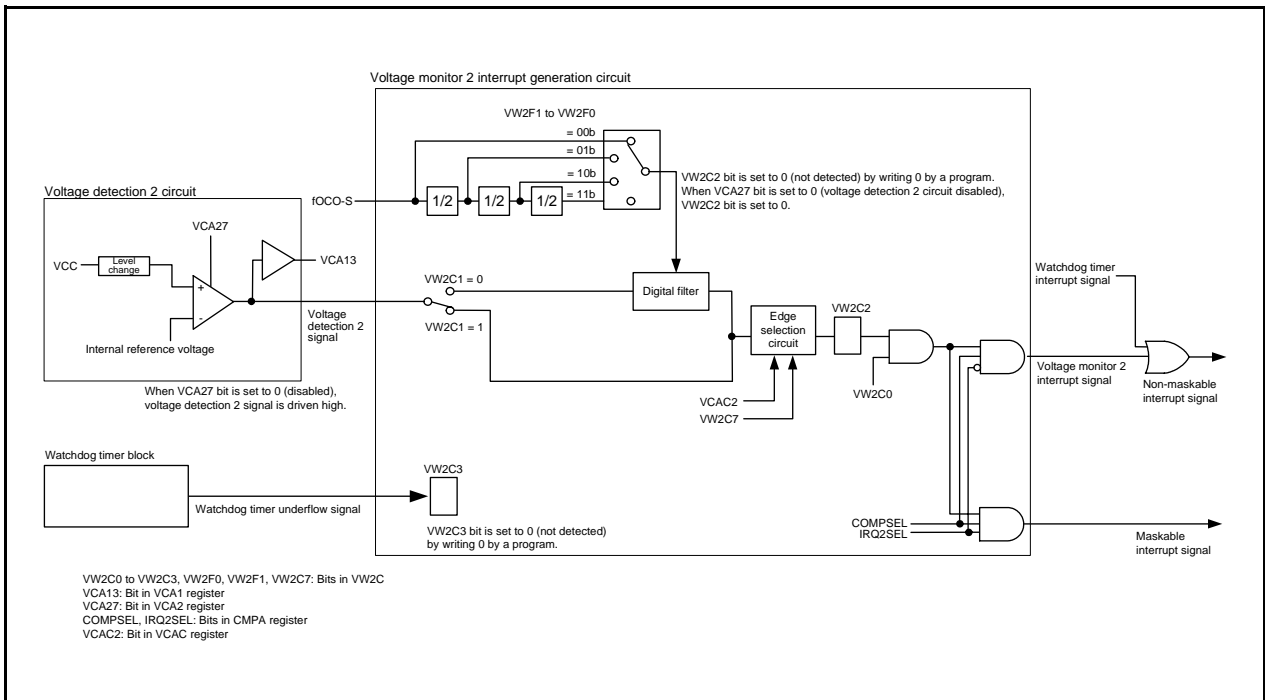 Voltage monitor 2 interrupt generation circuit
VW2F1 to VW2F0
= 00b
= 01b
= 10b
= 11b
fOCO-S
1/2
1/2
1/2
VW2C2 bit is set to 0 (not detected) by writing 0 by a program.
When VCA27 bit is set to 0 (voltage detection 2 circuit disabled),
VW2C2 bit is set to 0.
Voltage detection 2 circuit
VCA27
VCC
Level
change
+
-
VCA13
Internal reference voltage
Voltage
detection 2
signal
When VCA27 bit is set to 0 (disabled),
voltage detection 2 signal is driven high.
VW2C1 = 0
VW2C1 = 1
Digital filter
Edge
selection
circuit
VW2C2
VCAC2
VW2C7
VW2C0
Watchdog timer
interrupt signal
Voltage monitor 2
interrupt signal
Non-maskable
interrupt signal
Watchdog timer block
Watchdog timer underflow signal
VW2C3
VW2C3 bit is set to 0 (not detected)
by writing 0 by a program.
COMPSEL
IRQ2SEL
Maskable
interrupt signal
VW2C0 to VW2C3, VW2F0, VW2F1, VW2C7: Bits in VW2C
VCA13: Bit in VCA1 register
VCA27: Bit in VCA2 register
COMPSEL, IRQ2SEL: Bits in CMPA register
VCAC2: Bit in VCAC register